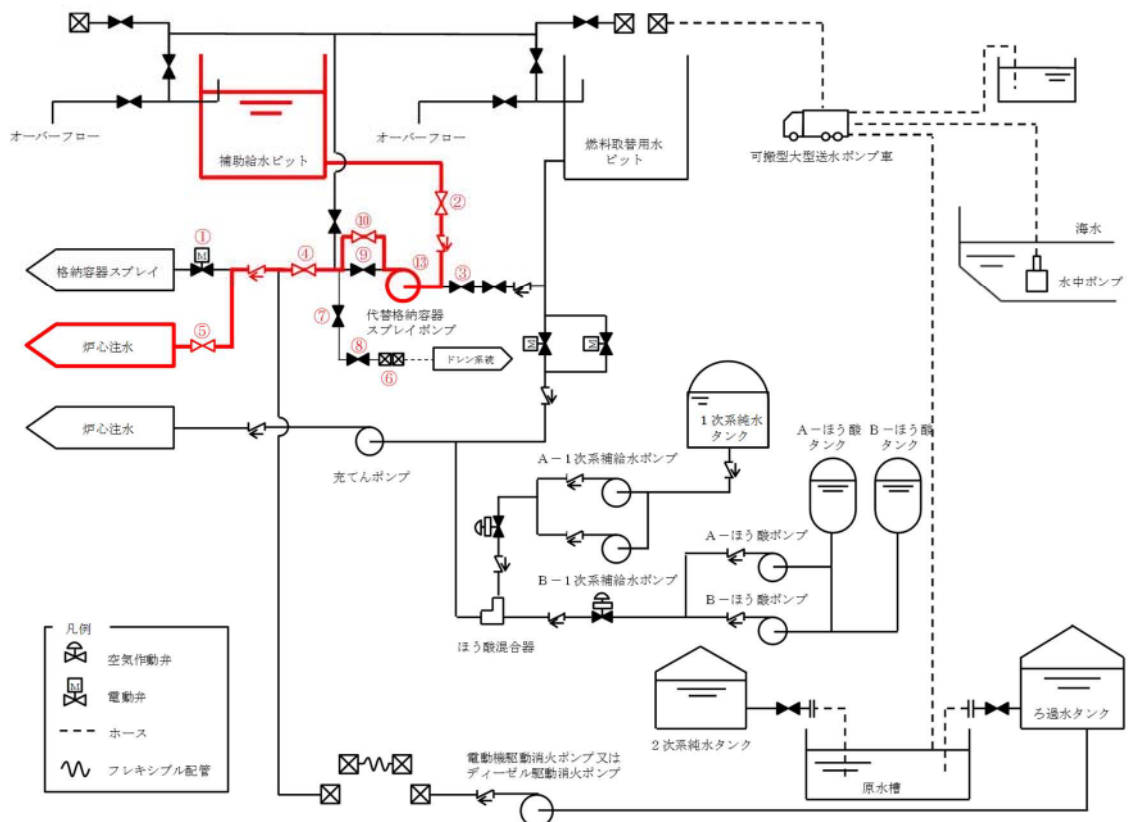 オーバーフロー
補助給水ピット
オーバーフロー
燃料取替用水
ピット
可搬型大型送水ポンプ車
海水
水中ポンプ
②
⑩
①
M
④
⑨
⑬
③
格納容器スプレイ
代替格納容器
スプレイポンプ
⑦
⑤
炉心注水
⑧
⑥
ドレン系統
M
M
炉心注水
充てんポンプ
1次系純水
タンク
A-ほう酸
タンク
B-ほう酸
タンク
A-1次系補給水ポンプ
B-1次系補給水ポンプ
A-ほう酸ポンプ
B-ほう酸ポンプ
ほう酸混合器
凡例
空気作動弁
M
電動弁
ホース
フレキシブル配管
2次系純水タンク
ろ過水タンク
原水槽
電動機駆動消火ポンプ又は
ディーゼル駆動消火ポンプ